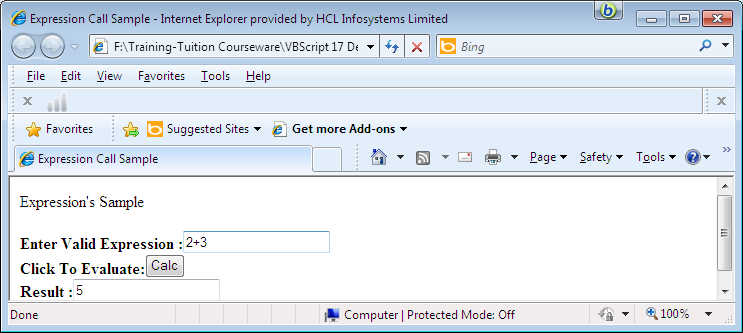 Expression Call Sample - Internet Explorer provided by HCL Infosystems Limited
F:\Training-Tuition Courseware\VBScript 17 De
Bing
File Edit View Favorites Tools Help
Favorites Suggested Sites Get more Add-ons
Expression Call Sample
Page Safety Tools
Expression's Sample
Enter Valid Expression : 2+3
Click To Evaluate: Calc
Result : 5
Done Computer | Protected Mode: Off 100%